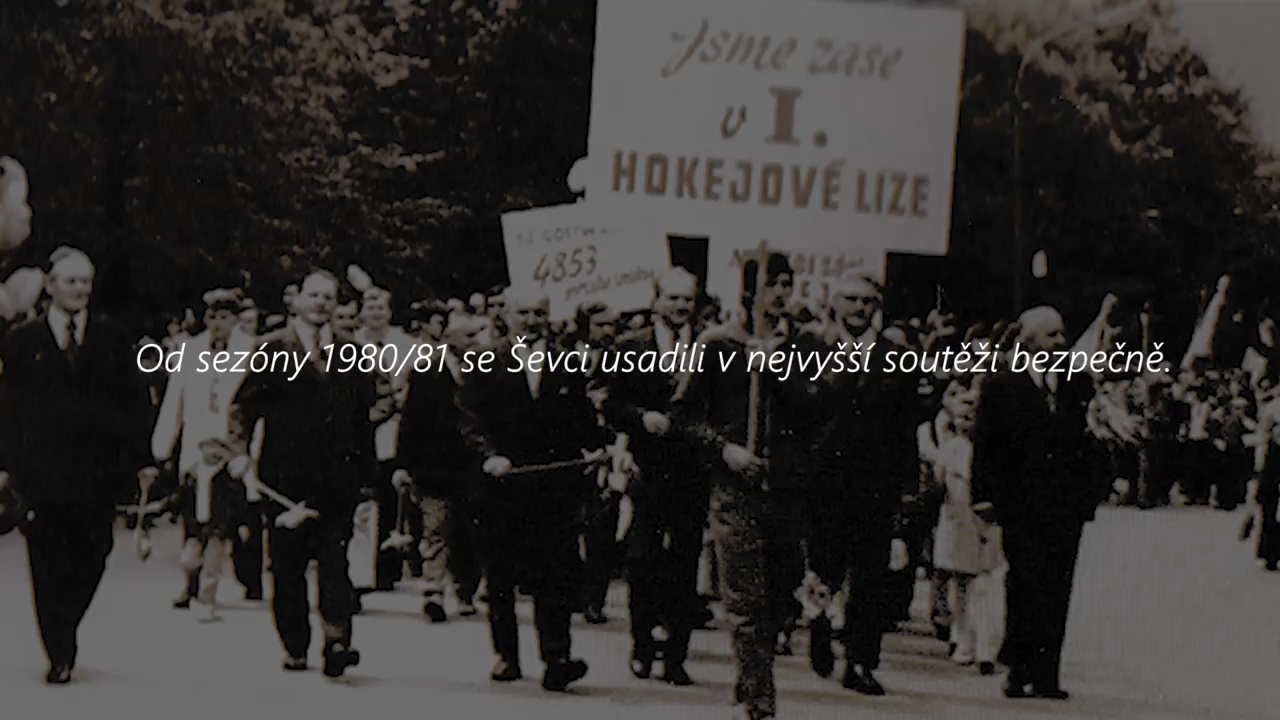 Jsme zase
v I.
HOKEJOVÉ LIZE
4853
Od sezóny 1980/81 se Ševci usadili v nejvyšší soutěži bezpečně.